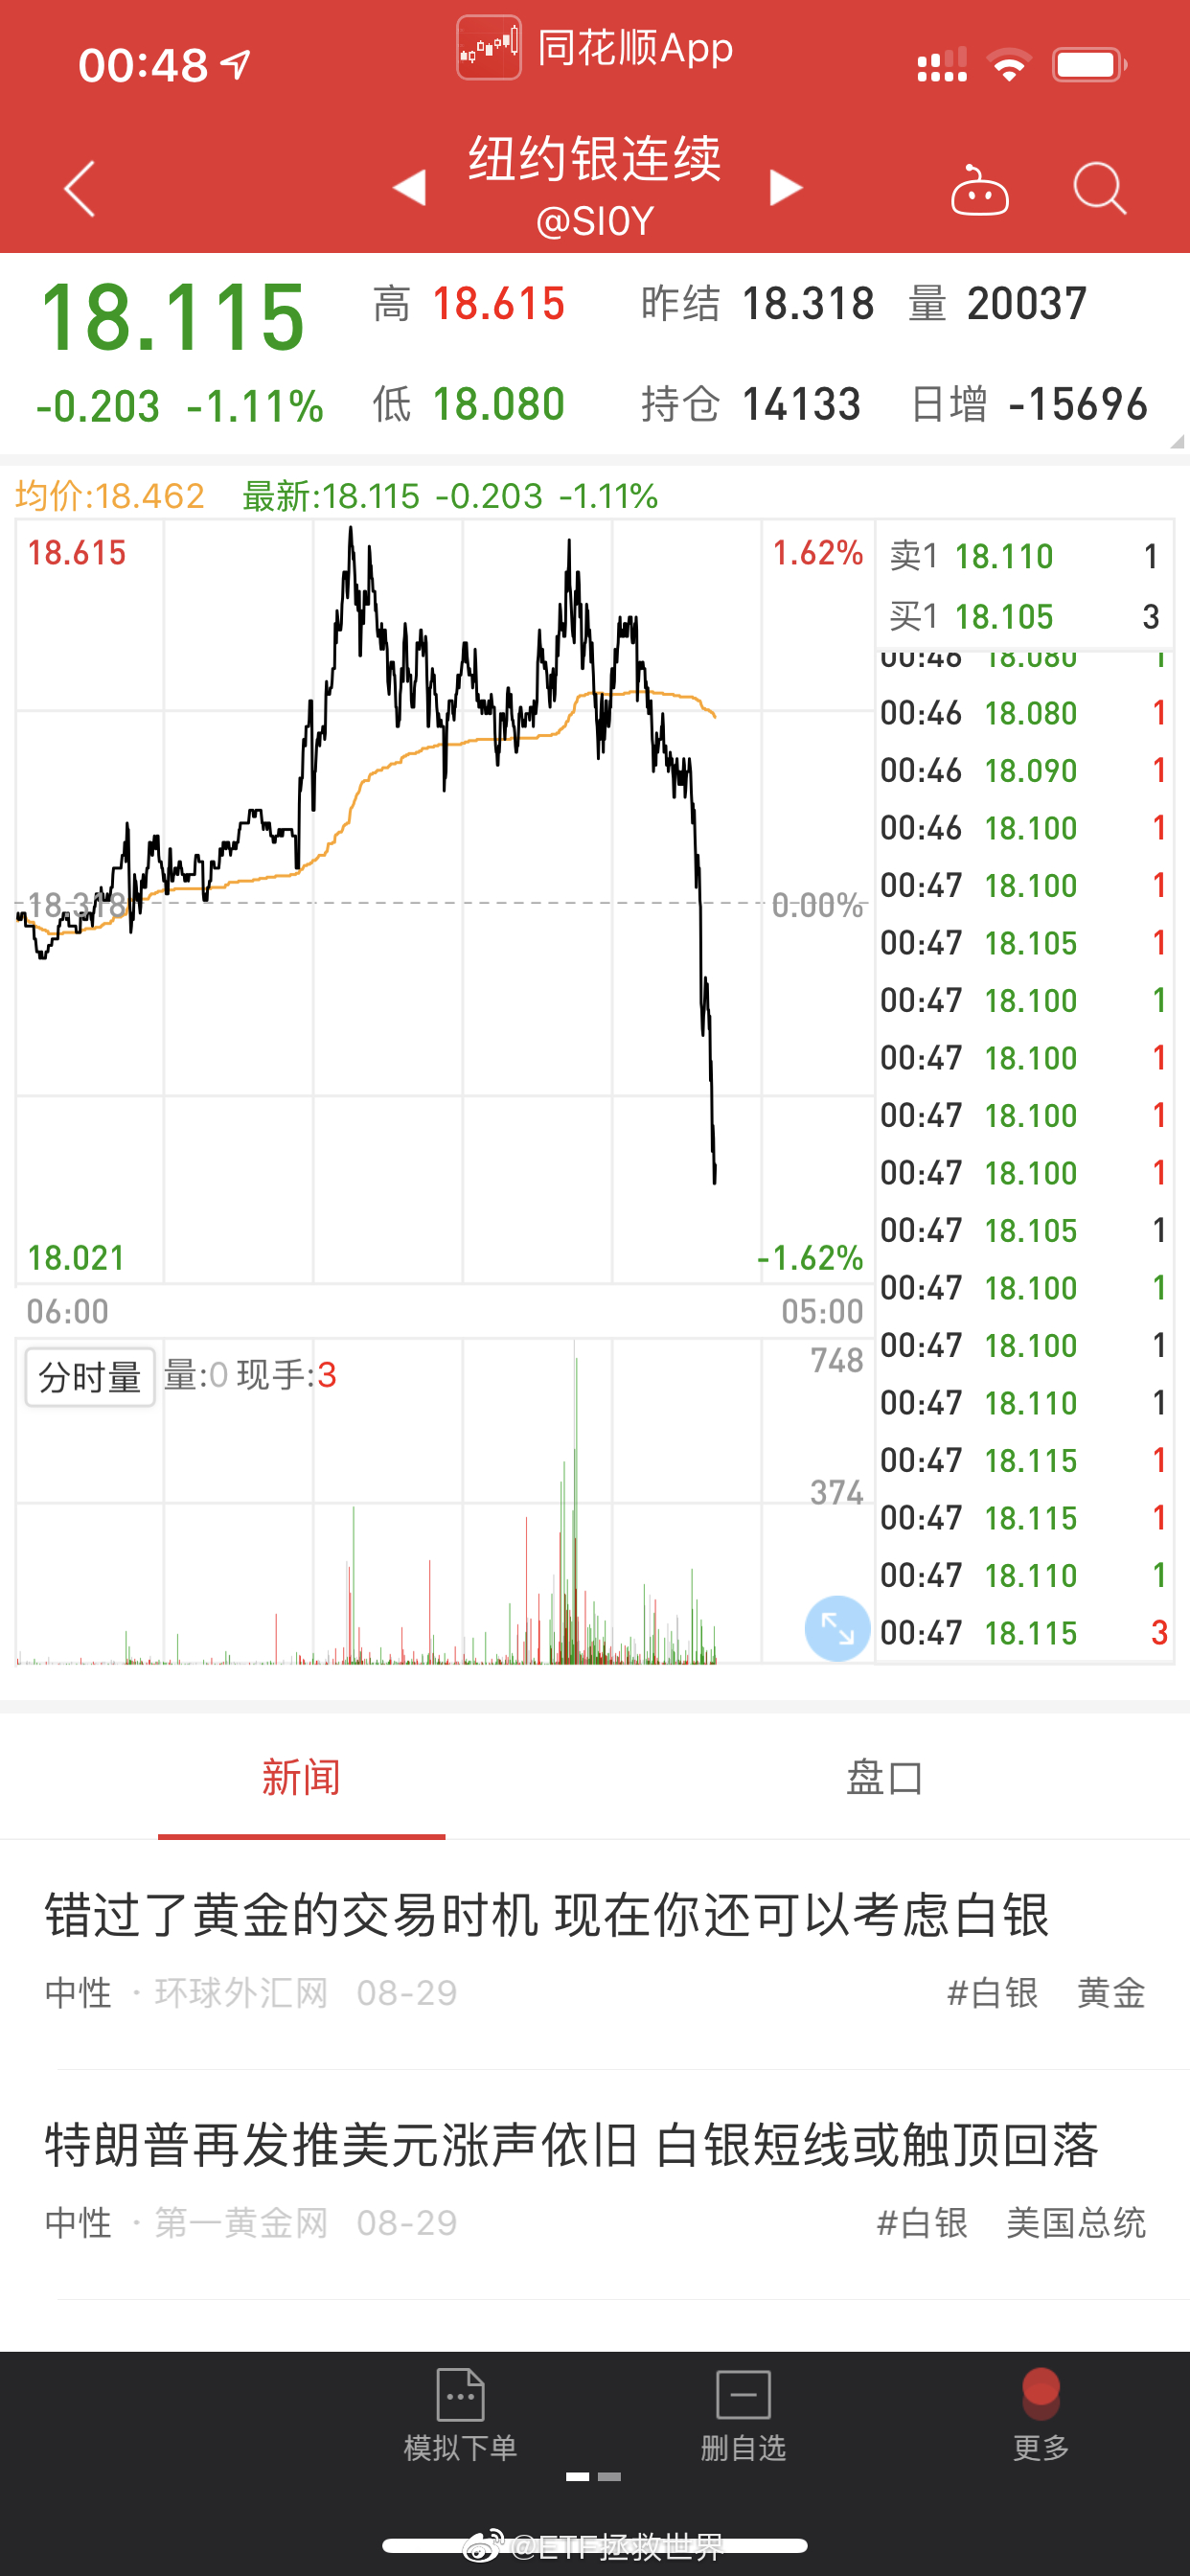 00:48
同花顺App
纽约银连续
@SI0Y
18.115
-0.203 -1.11%
高 18.615 昨结 18.318 量 20037
低 18.080 持仓 14133 日增 -15696
均价:18.462 最新:18.115 -0.203 -1.11%
18.615 1.62%
18.318 0.00%
18.021 -1.62%
06:00 05:00
分时量 量:0 现手:3
748
374
卖1 18.110 1
买1 18.105 3
00:46 18.080 1
00:46 18.080 1
00:46 18.090 1
00:46 18.100 1
00:47 18.100 1
00:47 18.105 1
00:47 18.100 1
00:47 18.100 1
00:47 18.100 1
00:47 18.100 1
00:47 18.105 1
00:47 18.100 1
00:47 18.100 1
00:47 18.110 1
00:47 18.115 1
00:47 18.115 1
00:47 18.110 1
00:47 18.115 3
新闻 盘口
错过了黄金的交易时机 现在你还可以考虑白银
中性 · 环球外汇网 08-29 #白银 黄金
特朗普再发推美元涨声依旧 白银短线或触顶回落
中性 · 第一黄金网 08-29 #白银 美国总统
模拟下单 删自选 更多
@ETF拯救世界